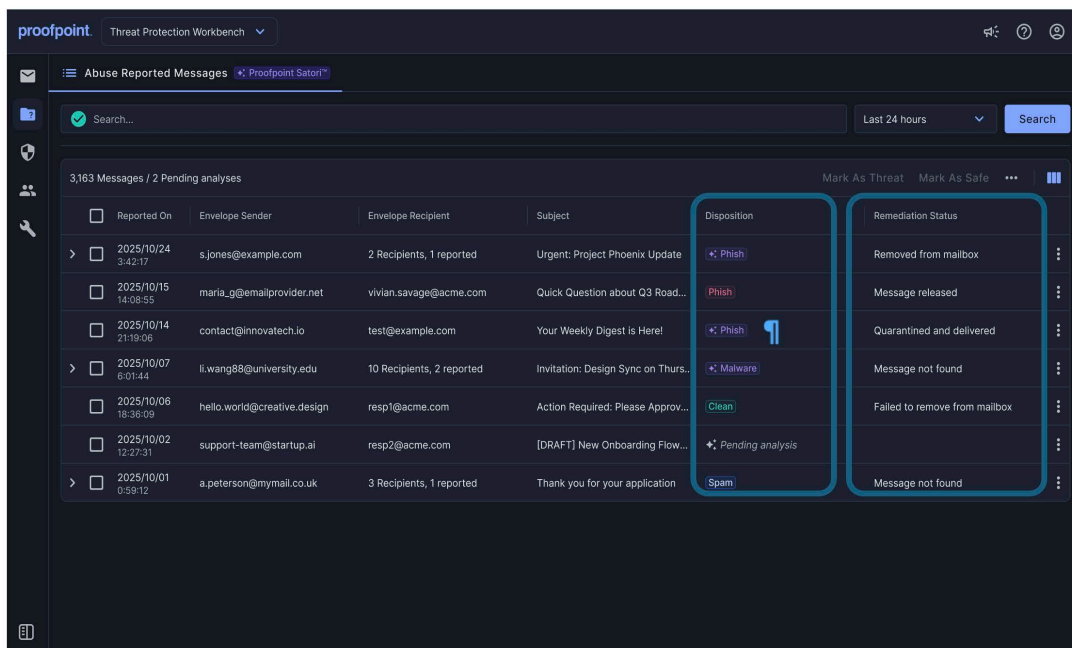 proofpoint. Threat Protection Workbench
Abuse Reported Messages Proofpoint Satori™
Search... Last 24 hours Search
3,163 Messages / 2 Pending analyses Mark As Threat Mark As Safe
Reported On Envelope Sender Envelope Recipient Subject Disposition Remediation Status
2025/10/24 3:42:17 s.jones@example.com 2 Recipients, 1 reported Urgent: Project Phoenix Update Phish Removed from mailbox
2025/10/15 14:08:55 maria_g@emailprovider.net vivian.savage@acme.com Quick Question about Q3 Road... Phish Message released
2025/10/14 21:19:06 contact@innovatech.io test@example.com Your Weekly Digest is Here! Phish ¶ Quarantined and delivered
2025/10/07 6:01:44 li.wang88@university.edu 10 Recipients, 2 reported Invitation: Design Sync on Thurs... Malware Message not found
2025/10/06 18:36:09 hello.world@creative.design resp1@acme.com Action Required: Please Approv... Clean Failed to remove from mailbox
2025/10/02 12:27:31 support-team@startup.ai resp2@acme.com [DRAFT] New Onboarding Flow... Pending analysis
2025/10/01 0:59:12 a.peterson@mymail.co.uk 3 Recipients, 1 reported Thank you for your application Spam Message not found